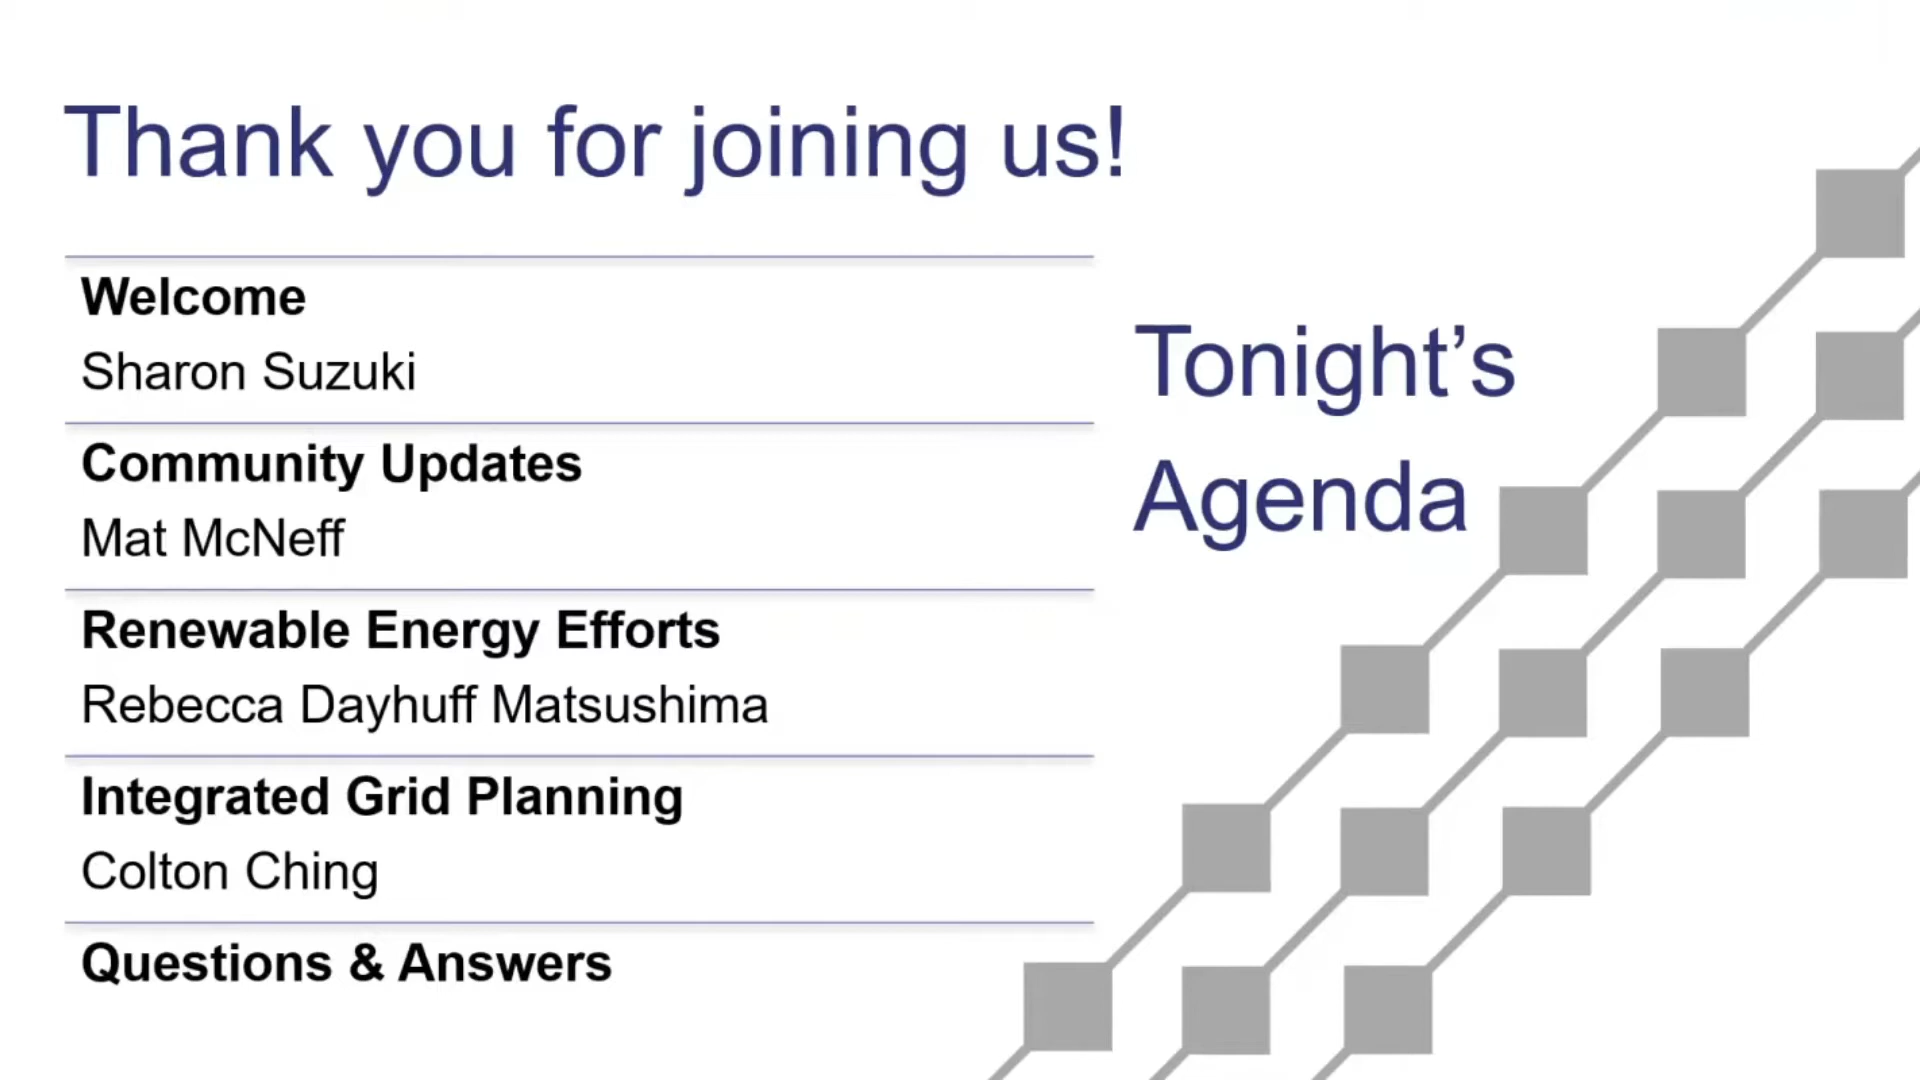 Thank you for joining us!
Welcome
Sharon Suzuki
Community Updates
Mat McNeff
Renewable Energy Efforts
Rebecca Dayhuff Matsushima
Integrated Grid Planning
Colton Ching
Questions & Answers
Tonight’s
Agenda